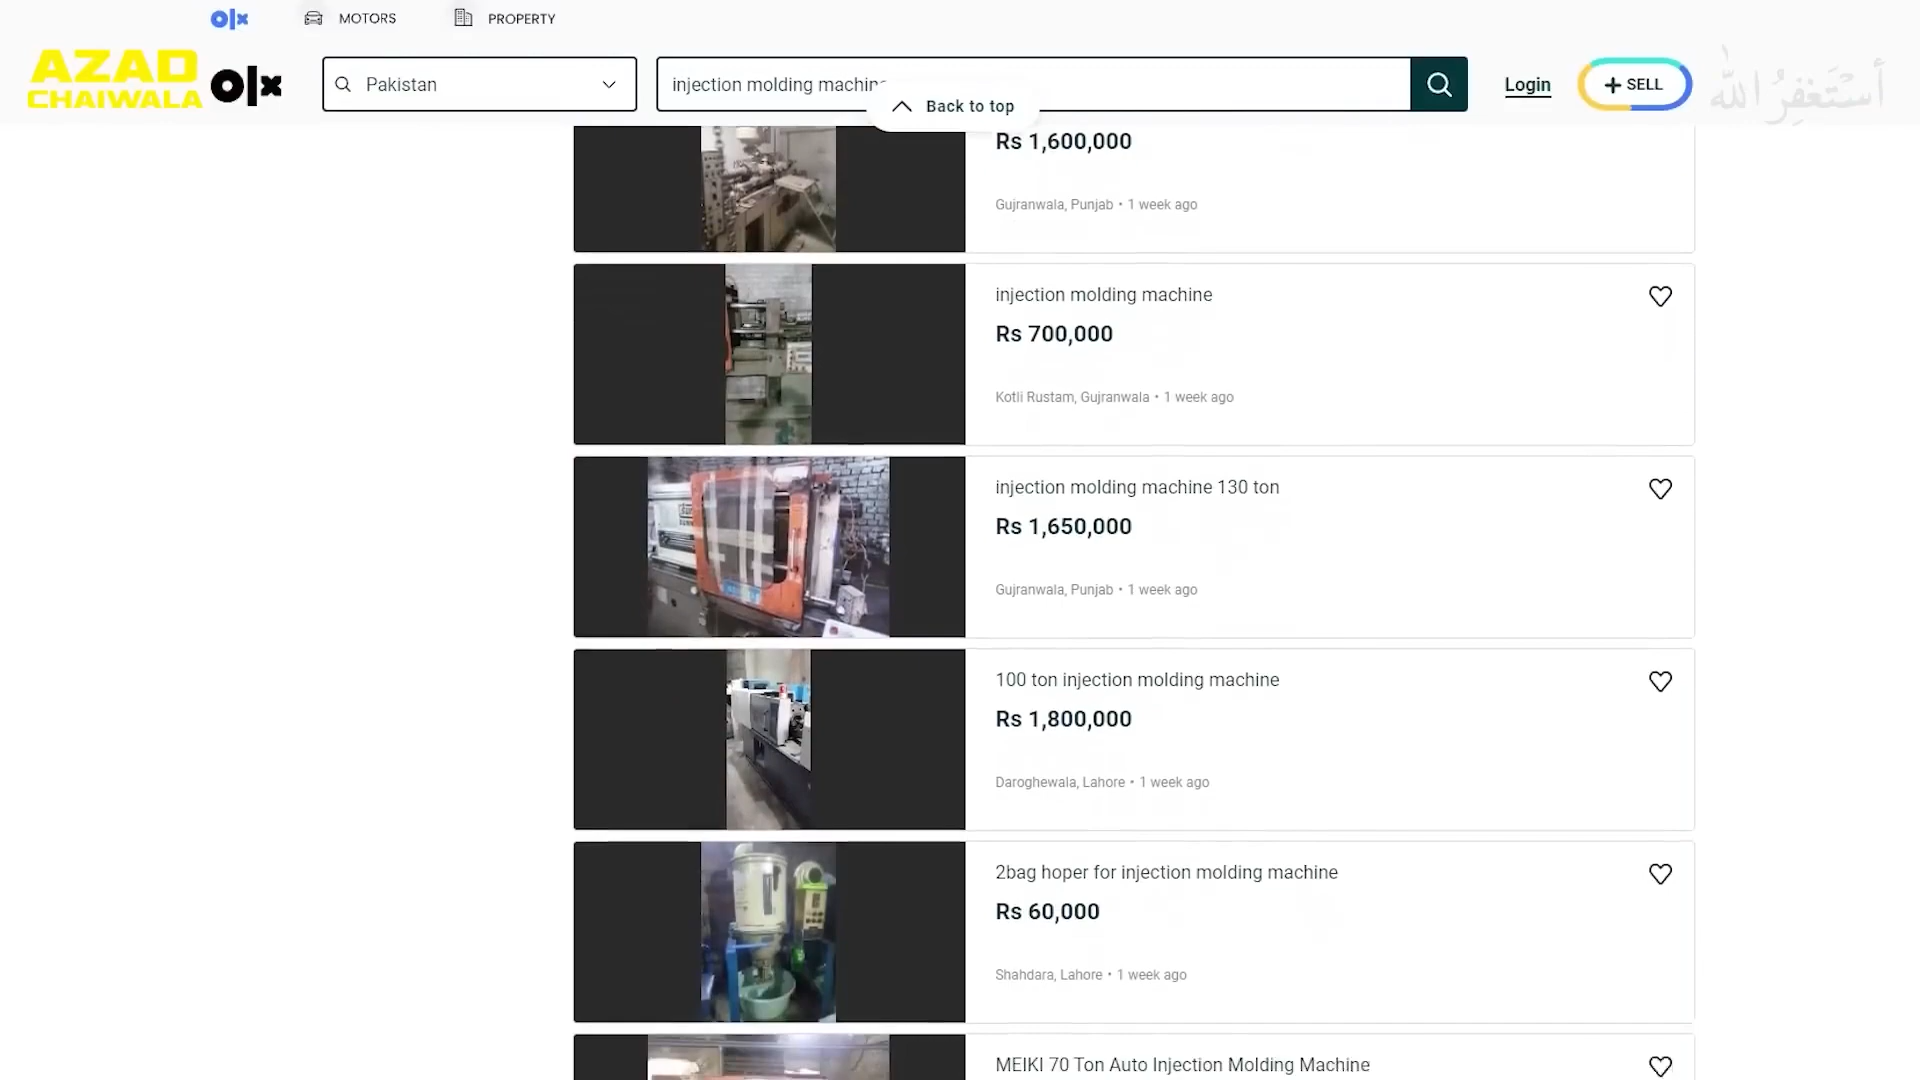 olx
MOTORS
PROPERTY
AZAD
CHAIWALA
olx
Pakistan
injection molding machine
Back to top
Login
+ SELL
أَسْتَغْفِرُ اللّٰه
Rs 1,600,000
Gujranwala, Punjab • 1 week ago
injection molding machine
Rs 700,000
Kotli Rustam, Gujranwala • 1 week ago
injection molding machine 130 ton
Rs 1,650,000
Gujranwala, Punjab • 1 week ago
100 ton injection molding machine
Rs 1,800,000
Daroghewala, Lahore • 1 week ago
2bag hoper for injection molding machine
Rs 60,000
Shahdara, Lahore • 1 week ago
MEIKI 70 Ton Auto Injection Molding Machine